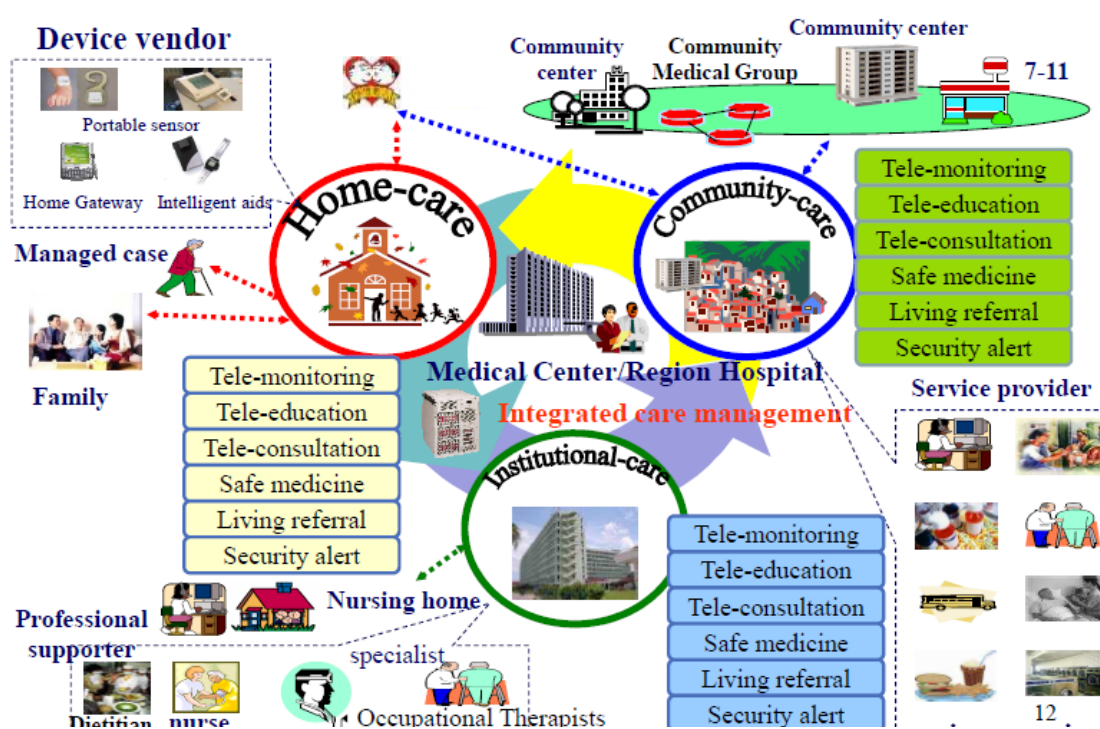 Device vendor
Portable sensor
Home Gateway
Intelligent aids
Managed case
Family
Community
center
Community
Medical Group
Community center
7-11
Home-care
Community-care
Tele-monitoring
Tele-education
Tele-consultation
Safe medicine
Living referral
Security alert
Medical Center/Region Hospital
Integrated care management
Service provider
Tele-monitoring
Tele-education
Tele-consultation
Safe medicine
Living referral
Security alert
Institutional-care
Tele-monitoring
Tele-education
Tele-consultation
Safe medicine
Living referral
Security alert
Nursing home
Professional
supporter
specialist
Dietitian
nurse
Occupational Therapists
12